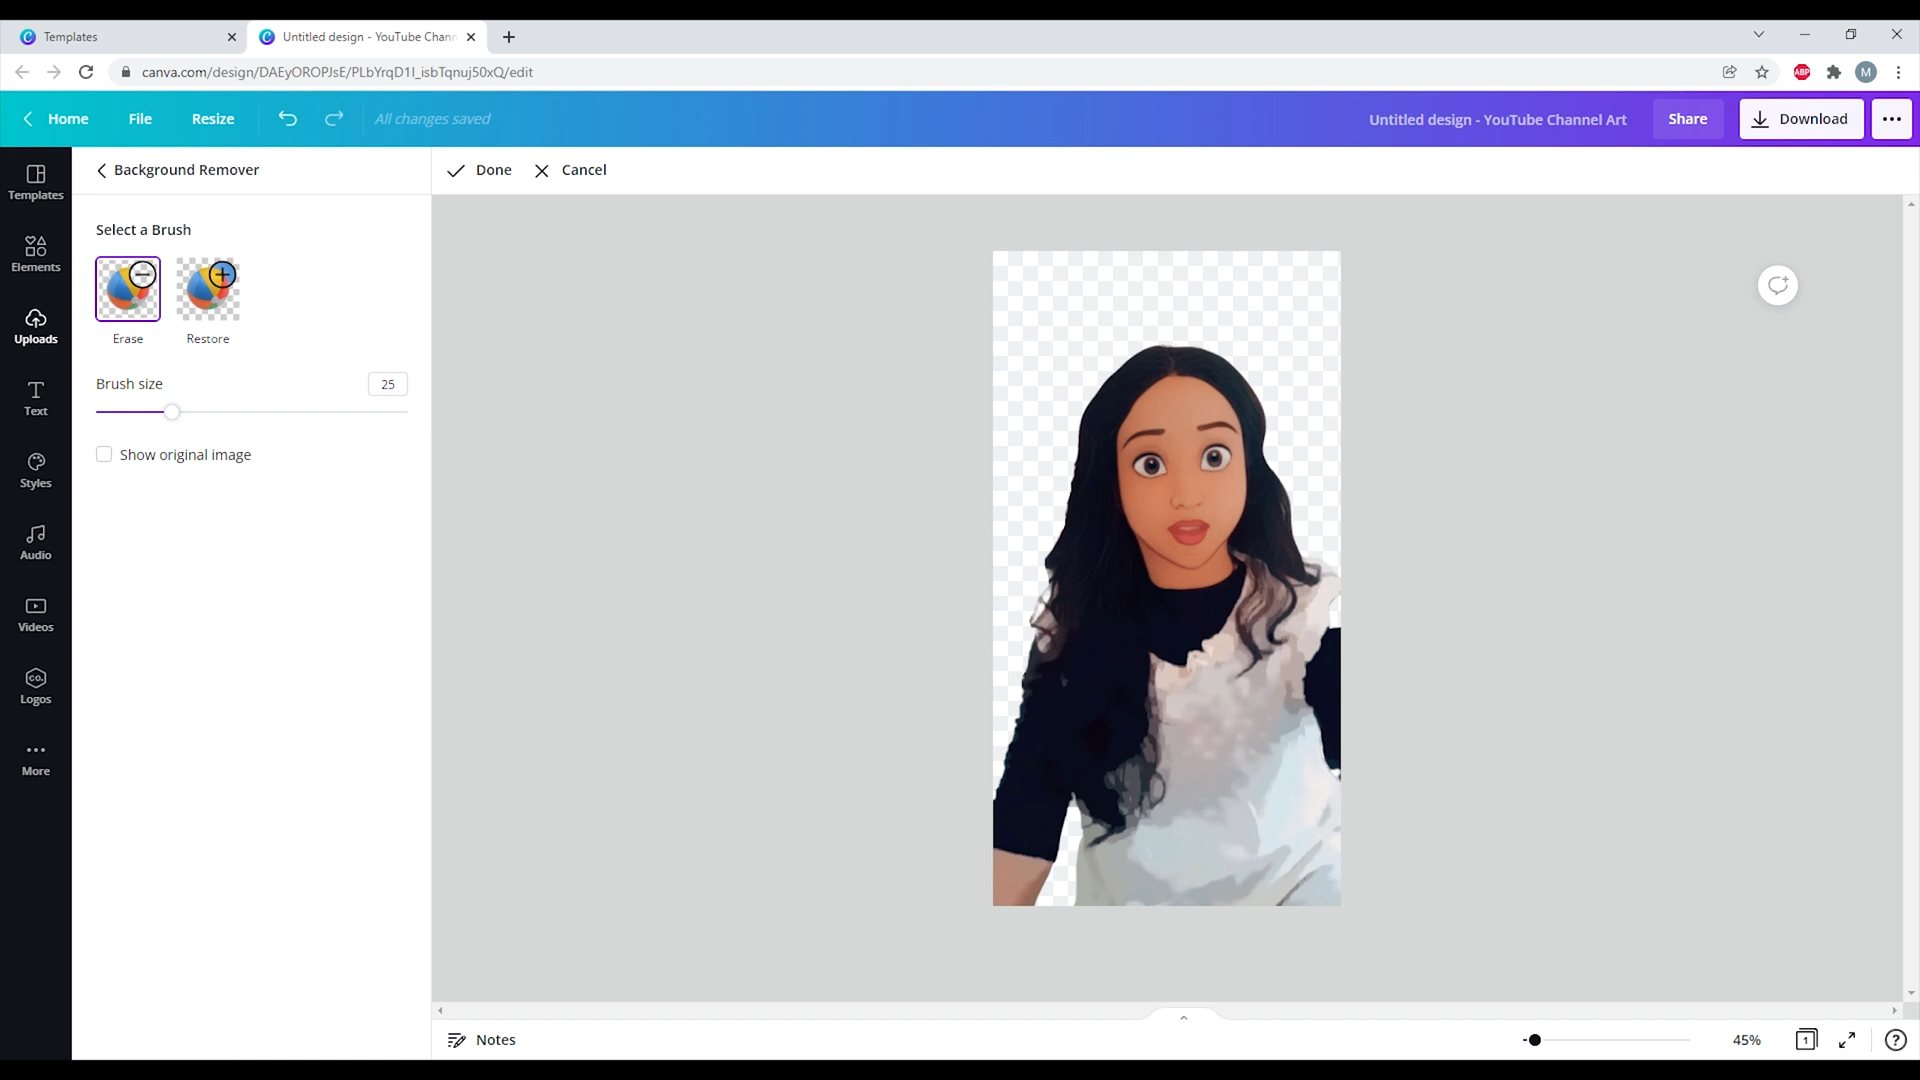 Templates
Untitled design - YouTube Chann
canva.com/design/DAEyOROPJsE/PLbYrqD1I_isbTqnuj50xQ/edit
ABP
M
Home
File
Resize
All changes saved
Untitled design - YouTube Channel Art
Share
Download
Background Remover
Done
Cancel
Templates
Elements
Uploads
Text
Styles
Audio
Videos
CO.
Logos
More
Select a Brush
Erase
Restore
Brush size
25
Show original image
Notes
45%
1
?